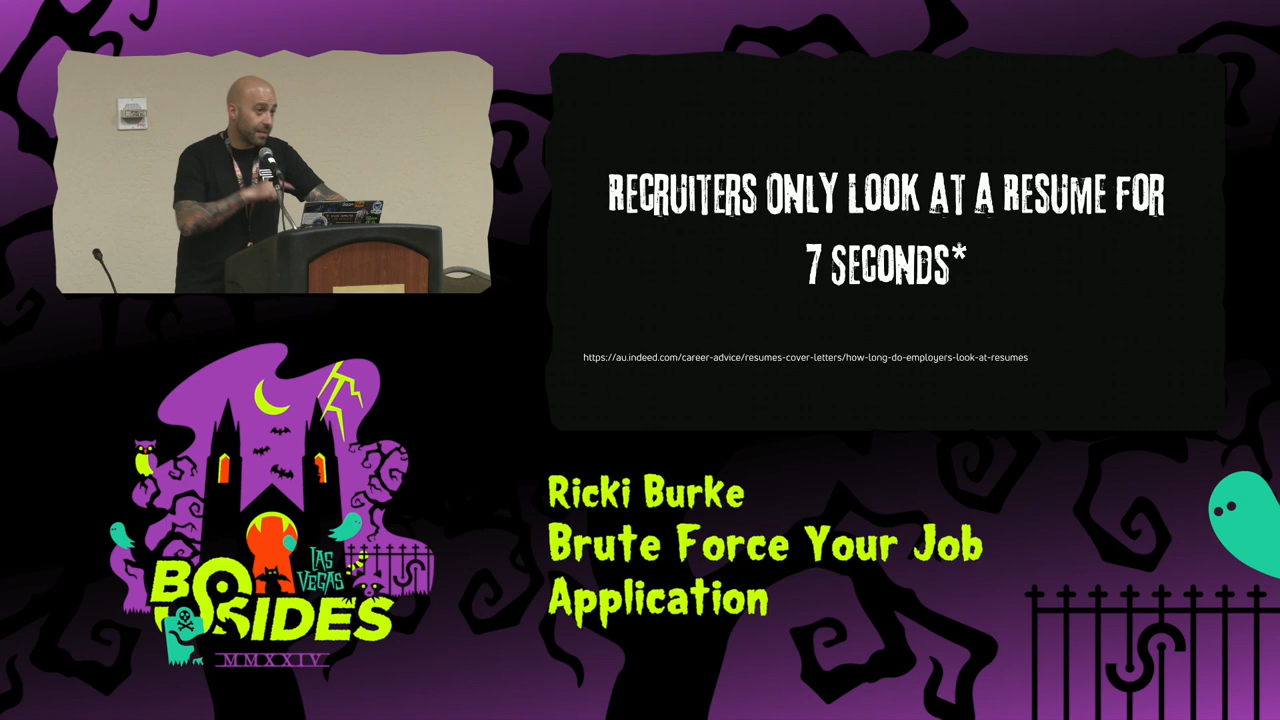 RECRUITERS ONLY LOOK AT A RESUME FOR
7 SECONDS*
https://au.indeed.com/career-advice/resumes-cover-letters/how-long-do-employers-look-at-resumes
Ricki Burke
Brute Force Your Job
Application
LAS
VEGAS
BSIDES
MMXXIV